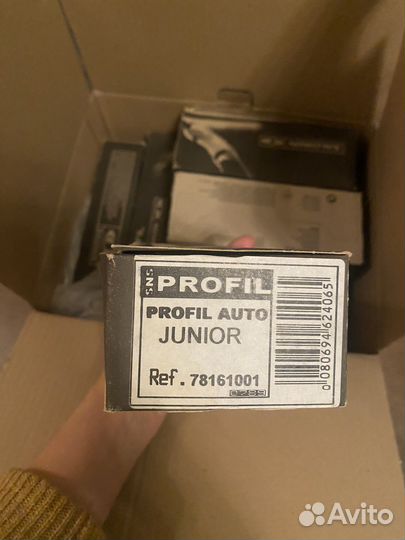 SNS PROFIL
PROFIL AUTO
JUNIOR
Ref. 78161001
0 080694 624065
Avito